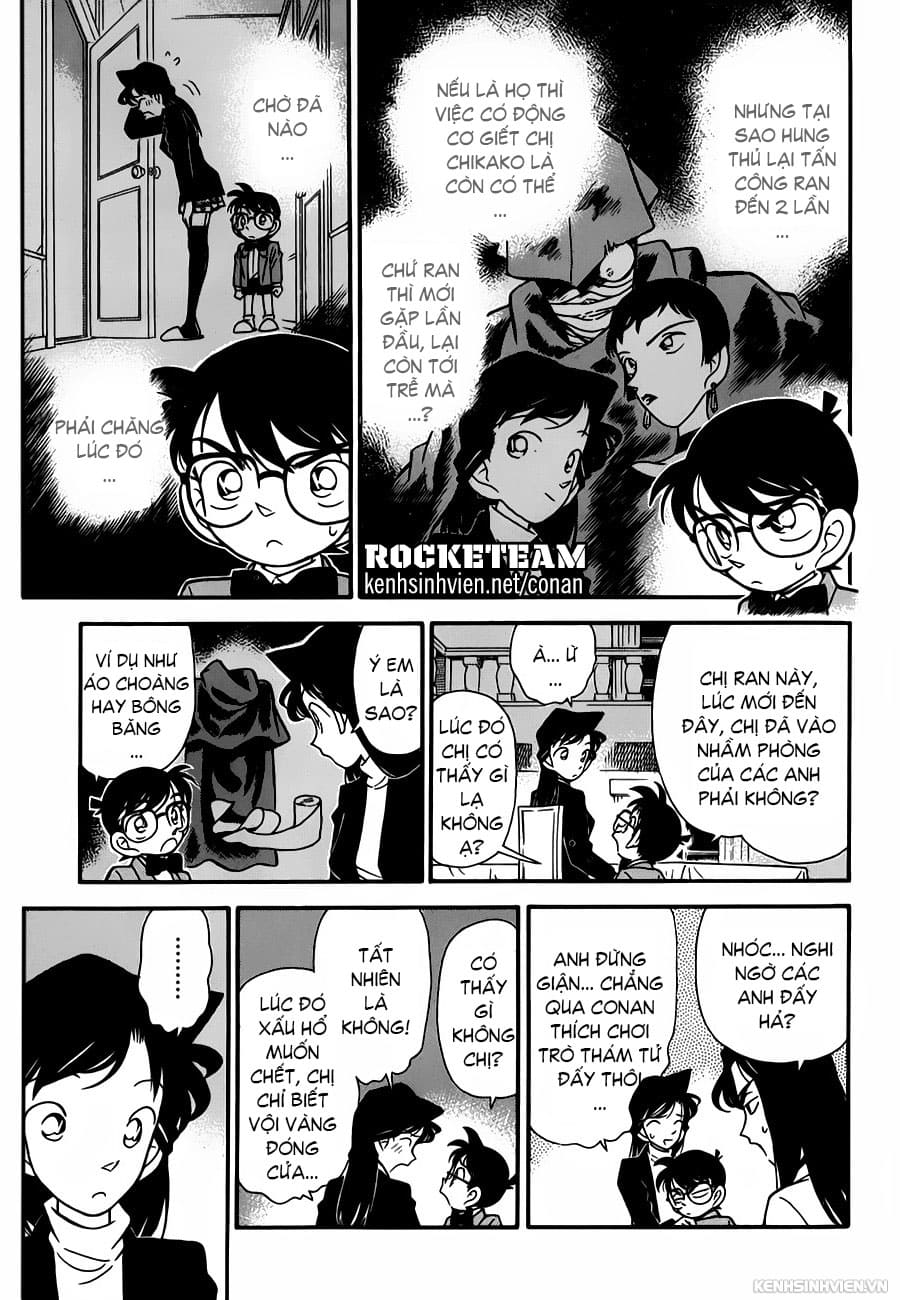 NHƯNG TẠI
SAO HUNG
THỦ LẠI TẤN
CÔNG RAN
ĐẾN 2 LẦN
...
NẾU LÀ HỌ THÌ
VIỆC CÓ ĐỘNG
CƠ GIẾT CHỊ
CHIKAKO LÀ
CÒN CÓ THỂ
...
CHỨ RAN
THÌ MỚI
GẶP LẦN
ĐẦU, LẠI
CÒN TỚI
TRỄ MÀ
...?
CHỜ ĐÃ
NÀO
...
PHẢI CHĂNG
LÚC ĐÓ
...
ROCKETEAM
kenhsinhvien.net/conan
CHỊ RAN NÀY,
LÚC MỚI ĐẾN
ĐÂY, CHỊ ĐÃ VÀO
NHẦM PHÒNG
CỦA CÁC ANH
PHẢI KHÔNG?
À... Ừ
...
LÚC ĐÓ
CHỊ CÓ
THẤY GÌ
LẠ
KHÔNG
Ạ?
Ý EM
LÀ
SAO?
VÍ DỤ NHƯ
ÁO CHOÀNG
HAY BÔNG
BĂNG
...
NHÓC... NGHI
NGỜ CÁC
ANH ĐẤY
HẢ?
ANH ĐỪNG
GIẬN... CHẲNG
QUA CONAN
THÍCH CHƠI
TRÒ THÁM TỬ
ĐẤY THÔI
...
CÓ
THẤY
GÌ
KHÔNG
CHỊ?
TẤT
NHIÊN
LÀ
KHÔNG!
LÚC ĐÓ
XẤU HỔ
MUỐN
CHẾT, CHỊ
CHỈ BIẾT
VỘI VÀNG
ĐÓNG
CỬA...
......
KENHSINHVIEN.VN